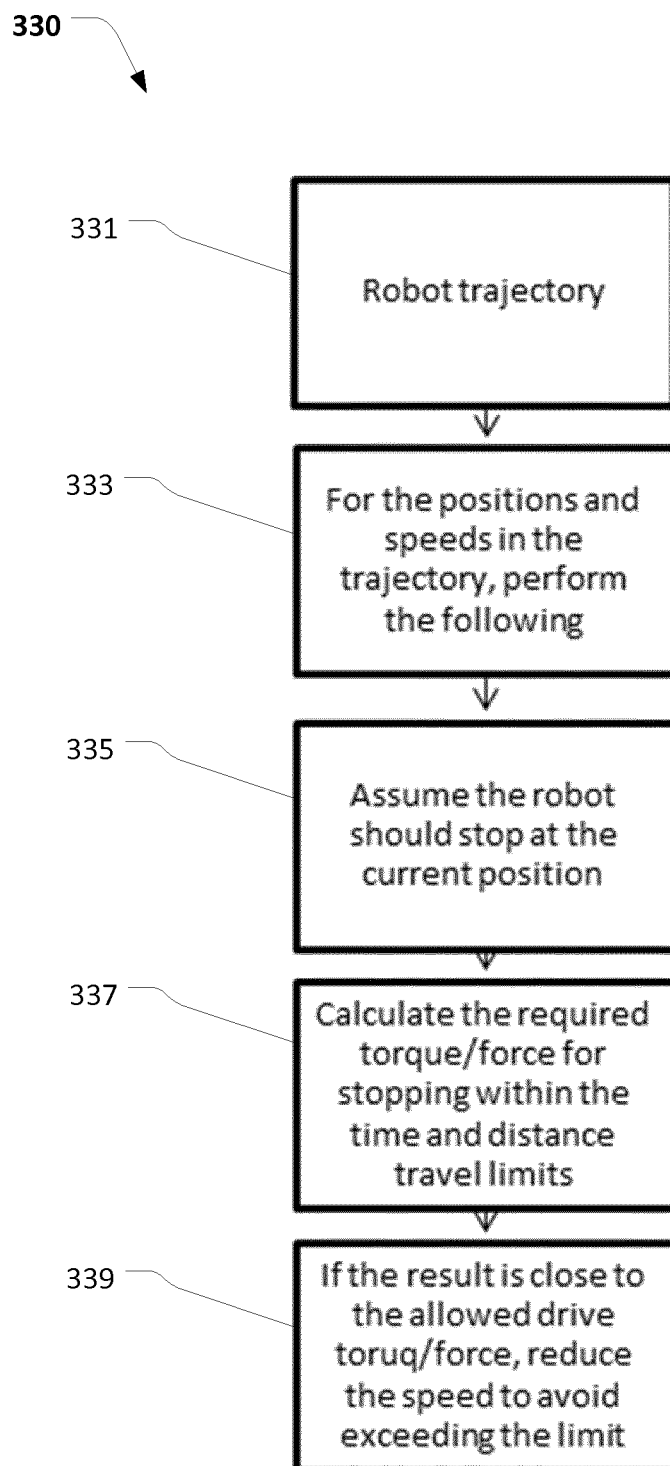 330
331
Robot trajectory
333
For the positions and
speeds in the
trajectory, perform
the following
335
Assume the robot
should stop at the
current position
337
Calculate the required
torque/force for
stopping within the
time and distance
travel limits
339
If the result is close to
the allowed drive
toruq/force, reduce
the speed to avoid
exceeding the limit